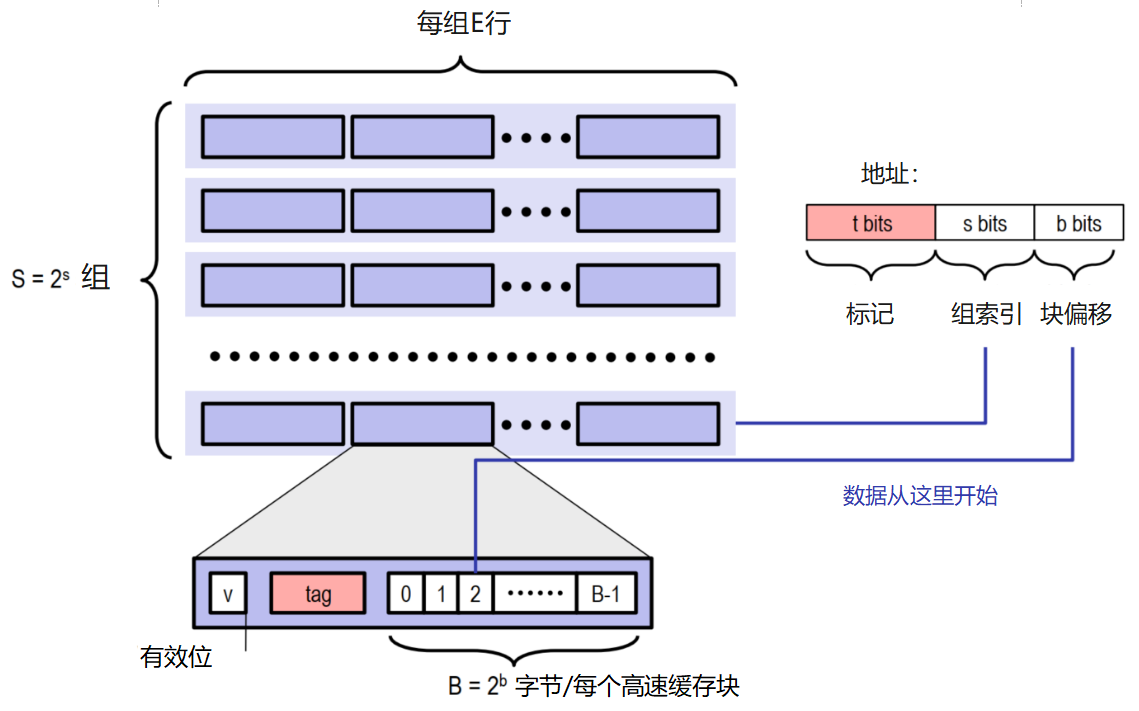 每组E行
地址：
t bits
s bits
b bits
S = 2ˢ 组
标记
组索引
块偏移
数据从这里开始
v
tag
0
1
2
B-1
有效位
B = 2ᵇ 字节/每个高速缓存块